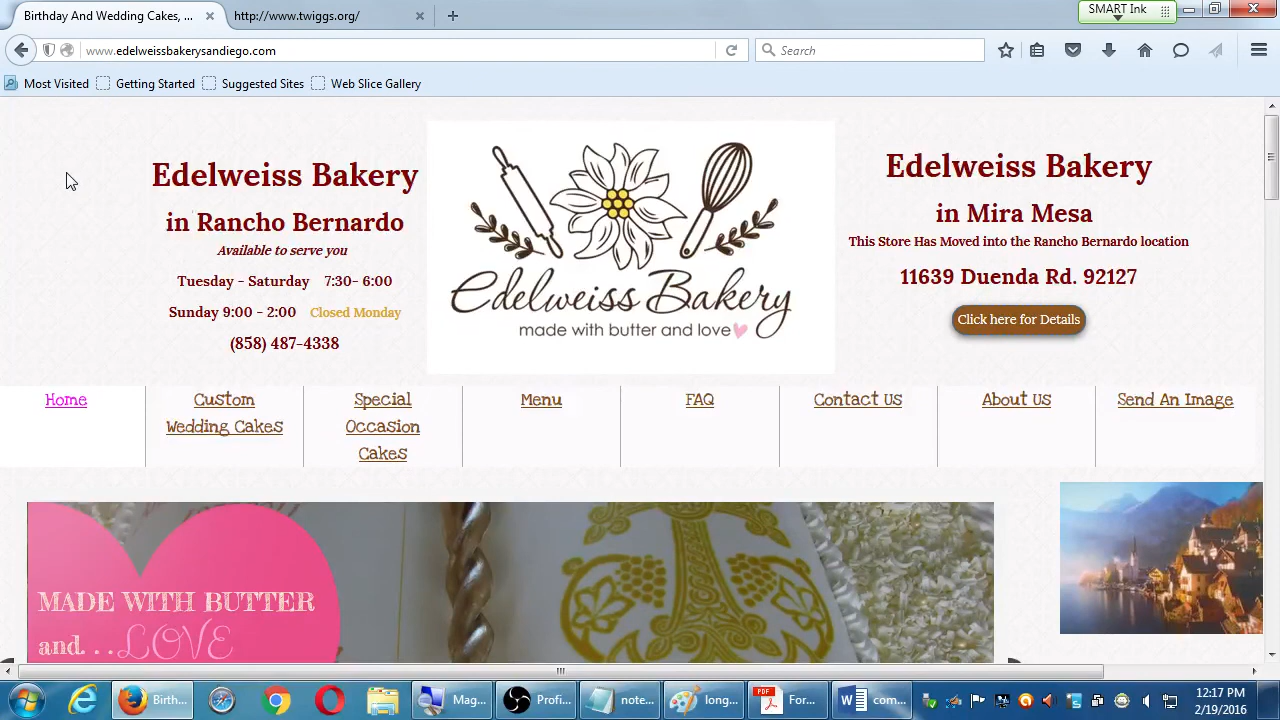 Birthday And Wedding Cakes, ...
http://www.twiggs.org/
SMART Ink
www.edelweissbakerysandiego.com
Search
Most Visited
Getting Started
Suggested Sites
Web Slice Gallery
Edelweiss Bakery
in Rancho Bernardo
Available to serve you
Tuesday - Saturday 7:30- 6:00
Sunday 9:00 - 2:00 Closed Monday
(858) 487-4338
Edelweiss Bakery
made with butter and love
Edelweiss Bakery
in Mira Mesa
This Store Has Moved into the Rancho Bernardo location
11639 Duenda Rd. 92127
Click here for Details
Home
Custom
Wedding Cakes
Special
Occasion
Cakes
Menu
FAQ
Contact Us
About Us
Send An Image
MADE WITH BUTTER
and. . .LOVE
Birth...
Mag...
Profi...
note...
long...
PDF
For...
com...
12:17 PM
2/19/2016